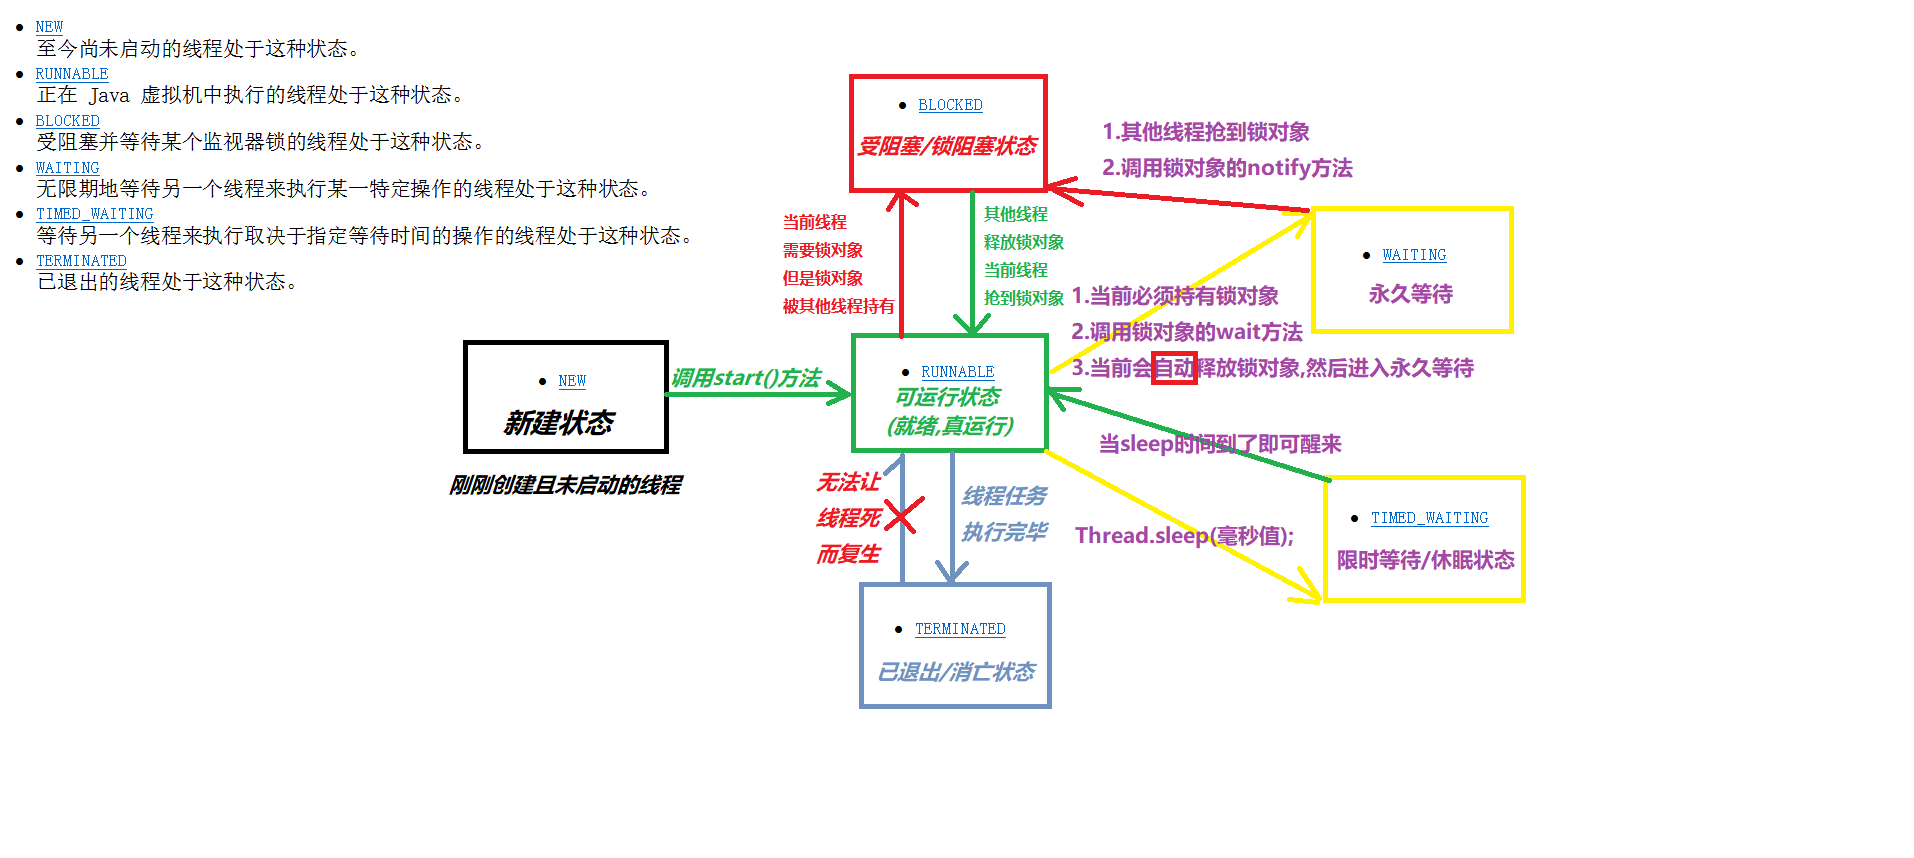 NEW
至今尚未启动的线程处于这种状态。
RUNNABLE
正在 Java 虚拟机中执行的线程处于这种状态。
BLOCKED
受阻塞并等待某个监视器锁的线程处于这种状态。
WAITING
无限期地等待另一个线程来执行某一特定操作的线程处于这种状态。
TIMED_WAITING
等待另一个线程来执行取决于指定等待时间的操作的线程处于这种状态。
TERMINATED
已退出的线程处于这种状态。
BLOCKED
受阻塞/锁阻塞状态
1.其他线程抢到锁对象
2.调用锁对象的notify方法
当前线程
需要锁对象
但是锁对象
被其他线程持有
其他线程
释放锁对象
当前线程
抢到锁对象
WAITING
永久等待
1.当前必须持有锁对象
2.调用锁对象的wait方法
3.当前会自动释放锁对象,然后进入永久等待
NEW
新建状态
刚刚创建且未启动的线程
调用start()方法
RUNNABLE
可运行状态
(就绪,真运行)
当sleep时间到了即可醒来
无法让
线程死
而复生
线程任务
执行完毕
Thread.sleep(毫秒值);
TIMED_WAITING
限时等待/休眠状态
TERMINATED
已退出/消亡状态